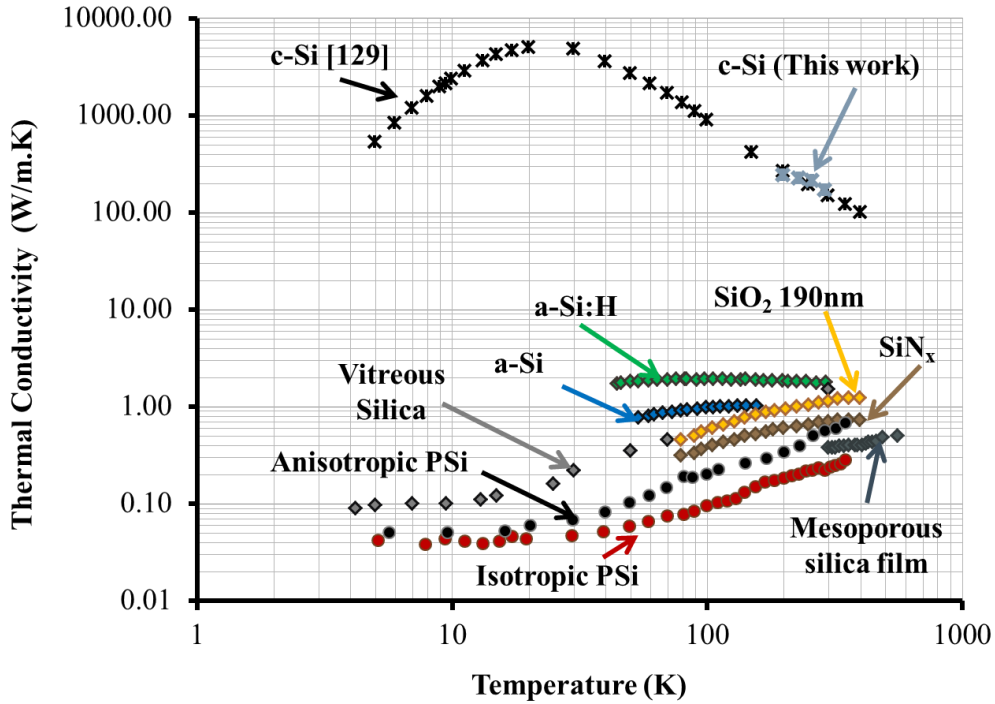 10000.00
1000.00
100.00
10.00
1.00
0.10
0.01
Thermal Conductivity (W/m.K)
c-Si [129]
c-Si (This work)
a-Si:H
SiO₂ 190nm
SiNₓ
a-Si
Vitreous
Silica
Anisotropic PSi
Isotropic PSi
Mesoporous
silica film
1
10
100
1000
Temperature (K)